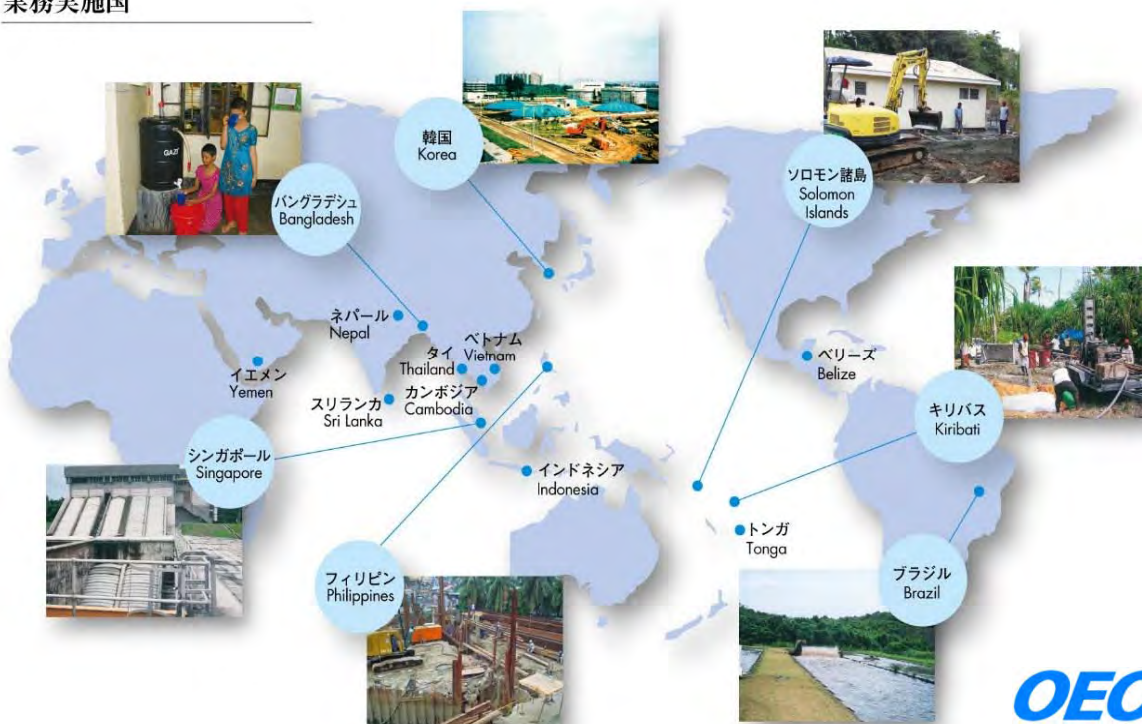 業務実施国
韓国
Korea
ソロモン諸島
Solomon
Islands
GAZI
バングラデシュ
Bangladesh
ネパール
Nepal
ベトナム
Vietnam
タイ
Thailand
カンボジア
Cambodia
イエメン
Yemen
スリランカ
Sri Lanka
ベリーズ
Belize
キリバス
Kiribati
シンガポール
Singapore
インドネシア
Indonesia
トンガ
Tonga
フィリピン
Philippines
ブラジル
Brazil
OEC